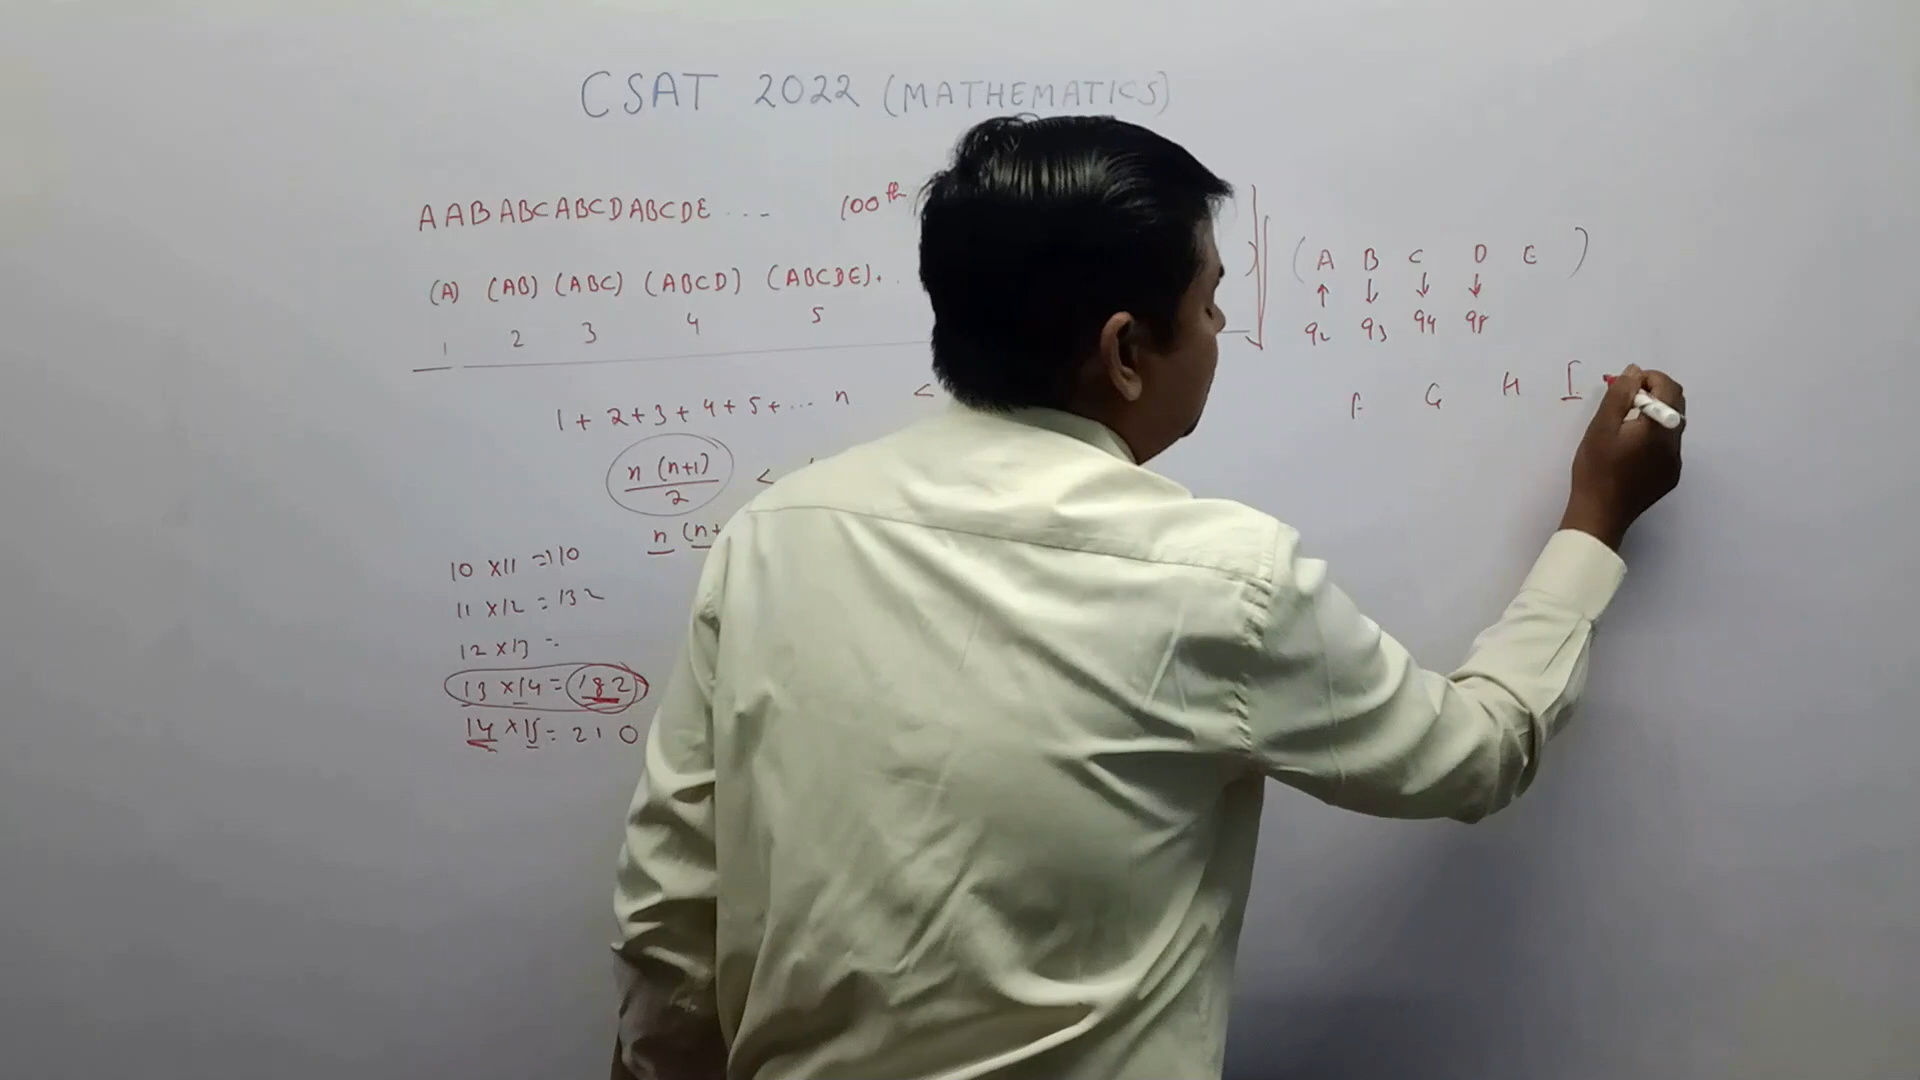 CSAT 2022 (MATHEMATICS)
AABABCABCDABCDE ... 100th
(A) (AB) (ABC) (ABCD) (ABCDE)..
1 2 3 4 5
1 + 2 + 3 + 4 + 5 + ... n <
n (n+1)
2
<
n (n+
10 x 11 = 110
11 x 12 = 132
12 x 13 =
13 x 14 = 182
14 x 15 = 210
( A B C D E )
↑ ↓ ↓ ↓
92 93 94 95
F G H I